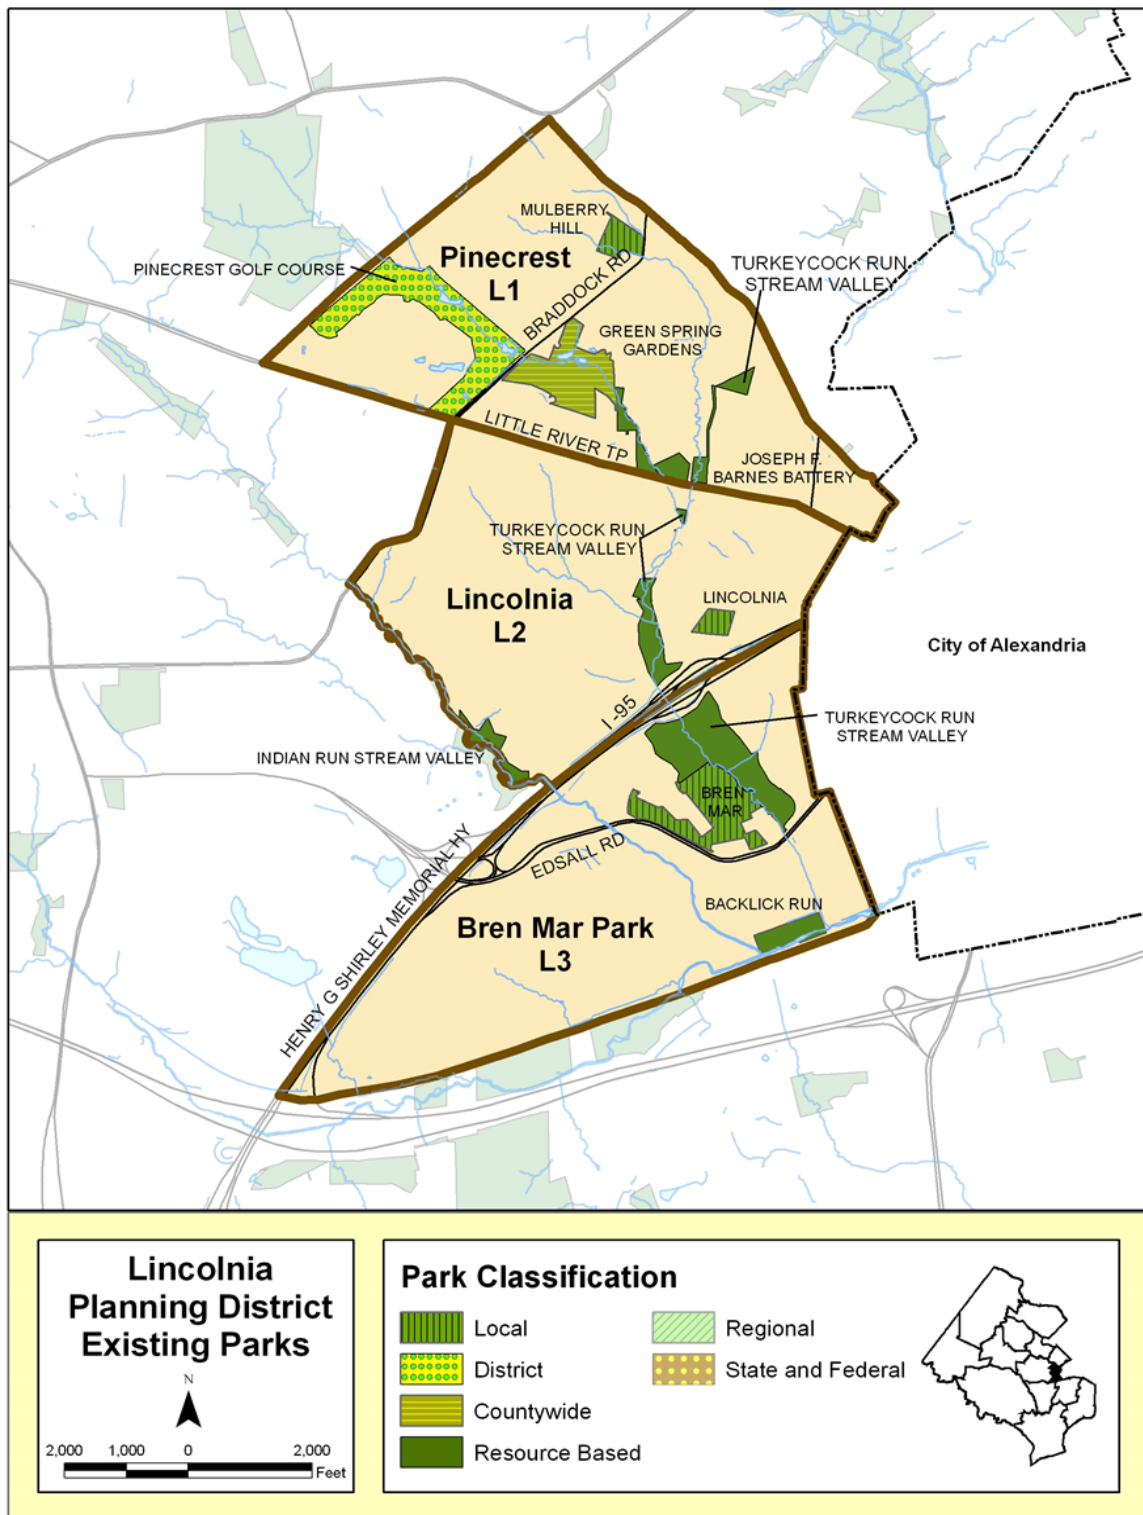 MULBERRY
HILL
Pinecrest
L1
PINECREST GOLF COURSE
BRADDOCK RD
TURKEYCOCK RUN
STREAM VALLEY
GREEN SPRING
GARDENS
LITTLE RIVER TP
JOSEPH F.
BARNES BATTERY
TURKEYCOCK RUN
STREAM VALLEY
Lincolnia
L2
LINCOLNIA
City of Alexandria
I -95
TURKEYCOCK RUN
STREAM VALLEY
INDIAN RUN STREAM VALLEY
BREN
MAR
EDSALL RD
HENRY G SHIRLEY MEMORIAL HY
BACKLICK RUN
Bren Mar Park
L3
Lincolnia
Planning District
Existing Parks
N
2,000 1,000 0 2,000
Feet
Park Classification
Local
District
Countywide
Resource Based
Regional
State and Federal